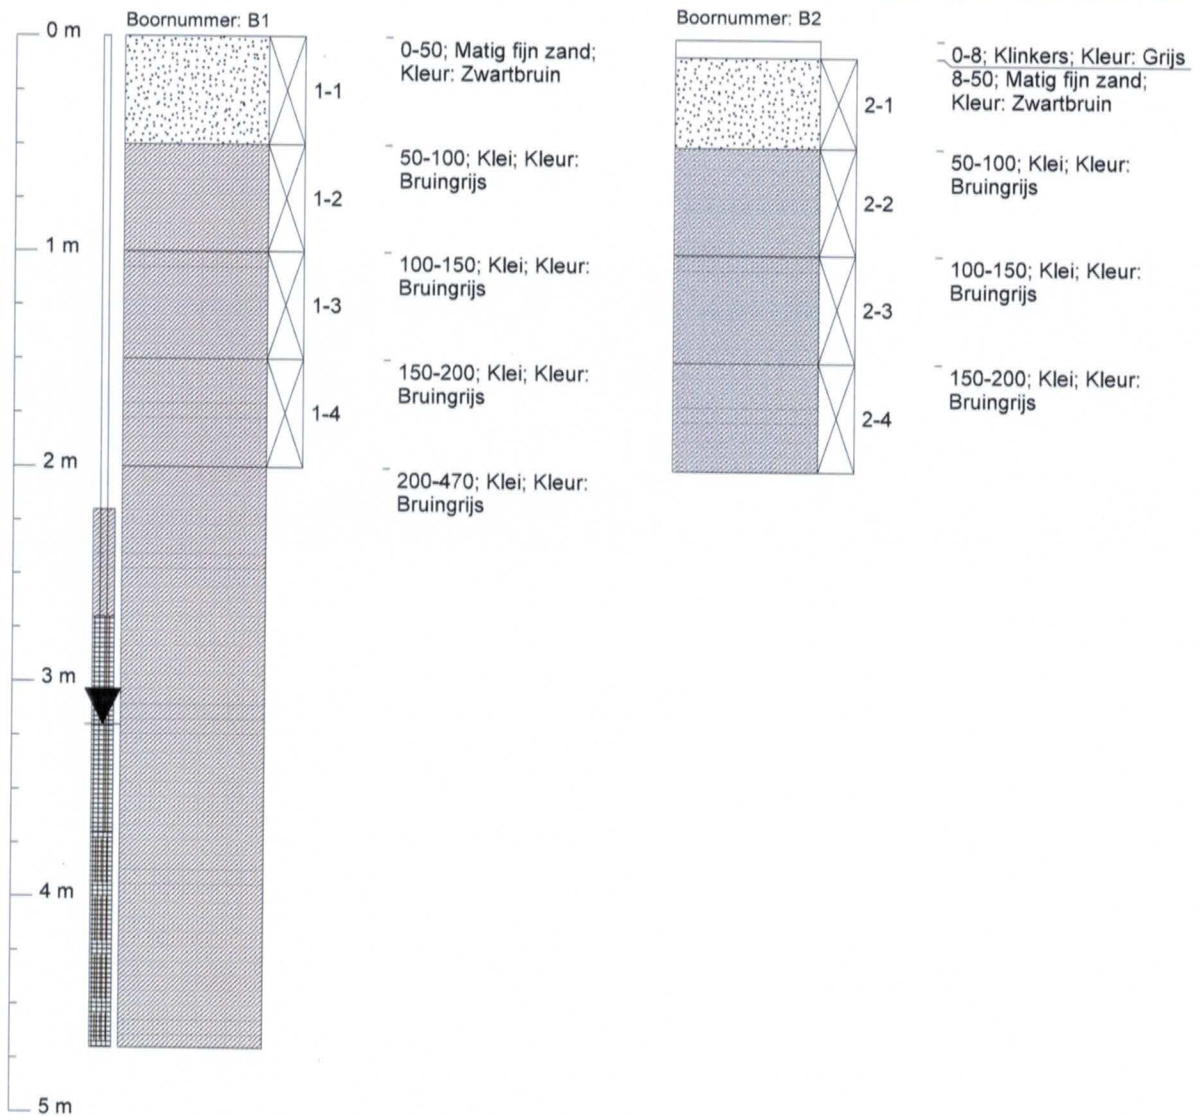 Boornummer: B1
0 m
1 m
2 m
3 m
4 m
5 m
1-1
1-2
1-3
1-4
0-50; Matig fijn zand;
Kleur: Zwartbruin
50-100; Klei; Kleur:
Bruingrijs
100-150; Klei; Kleur:
Bruingrijs
150-200; Klei; Kleur:
Bruingrijs
200-470; Klei; Kleur:
Bruingrijs
Boornummer: B2
2-1
2-2
2-3
2-4
0-8; Klinkers; Kleur: Grijs
8-50; Matig fijn zand;
Kleur: Zwartbruin
50-100; Klei; Kleur:
Bruingrijs
100-150; Klei; Kleur:
Bruingrijs
150-200; Klei; Kleur:
Bruingrijs